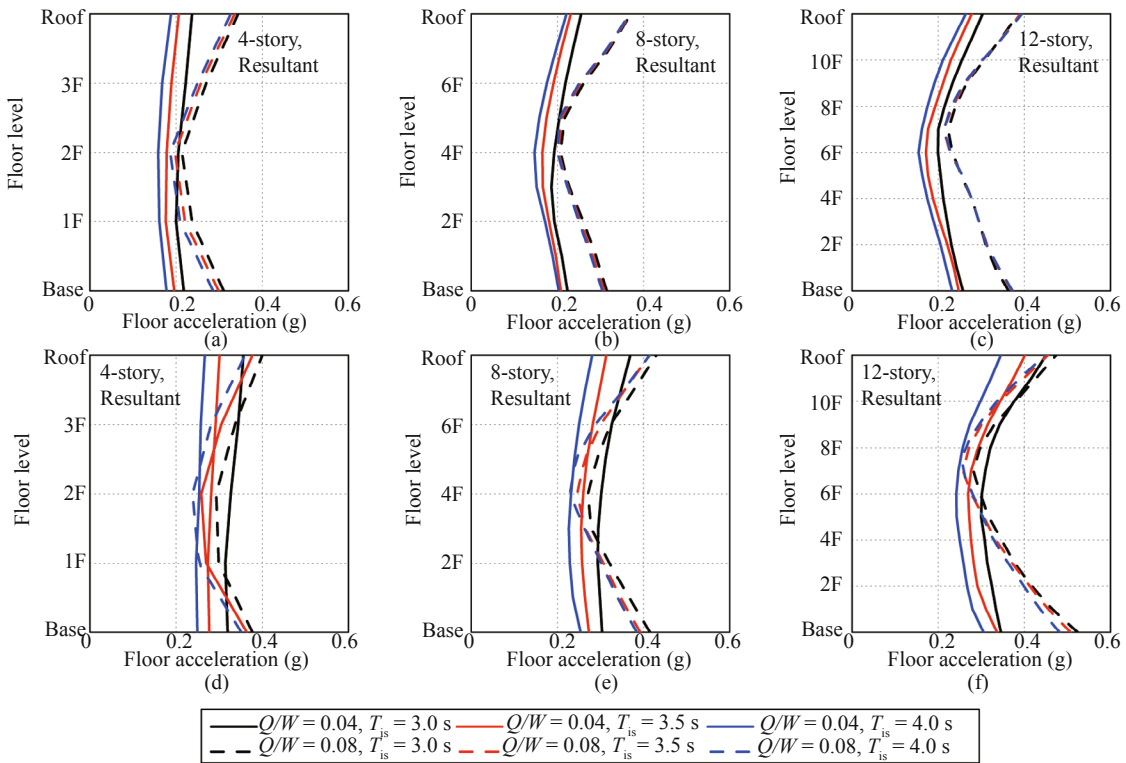 Roof
3F
2F
1F
Base
Floor level
4-story,
Resultant
0 0.2 0.4 0.6
Floor acceleration (g)
(a)
Roof
6F
4F
2F
Base
Floor level
8-story,
Resultant
0 0.2 0.4 0.6
Floor acceleration (g)
(b)
Roof
10F
8F
6F
4F
2F
Base
Floor level
12-story,
Resultant
0 0.2 0.4 0.6
Floor acceleration (g)
(c)
Roof
3F
2F
1F
Base
Floor level
4-story,
Resultant
0 0.2 0.4 0.6
Floor acceleration (g)
(d)
Roof
6F
4F
2F
Base
Floor level
8-story,
Resultant
0 0.2 0.4 0.6
Floor acceleration (g)
(e)
Roof
10F
8F
6F
4F
2F
Base
Floor level
12-story,
Resultant
0 0.2 0.4 0.6
Floor acceleration (g)
(f)
Q/W = 0.04, Tis = 3.0 s Q/W = 0.04, Tis = 3.5 s Q/W = 0.04, Tis = 4.0 s
Q/W = 0.08, Tis = 3.0 s Q/W = 0.08, Tis = 3.5 s Q/W = 0.08, Tis = 4.0 s